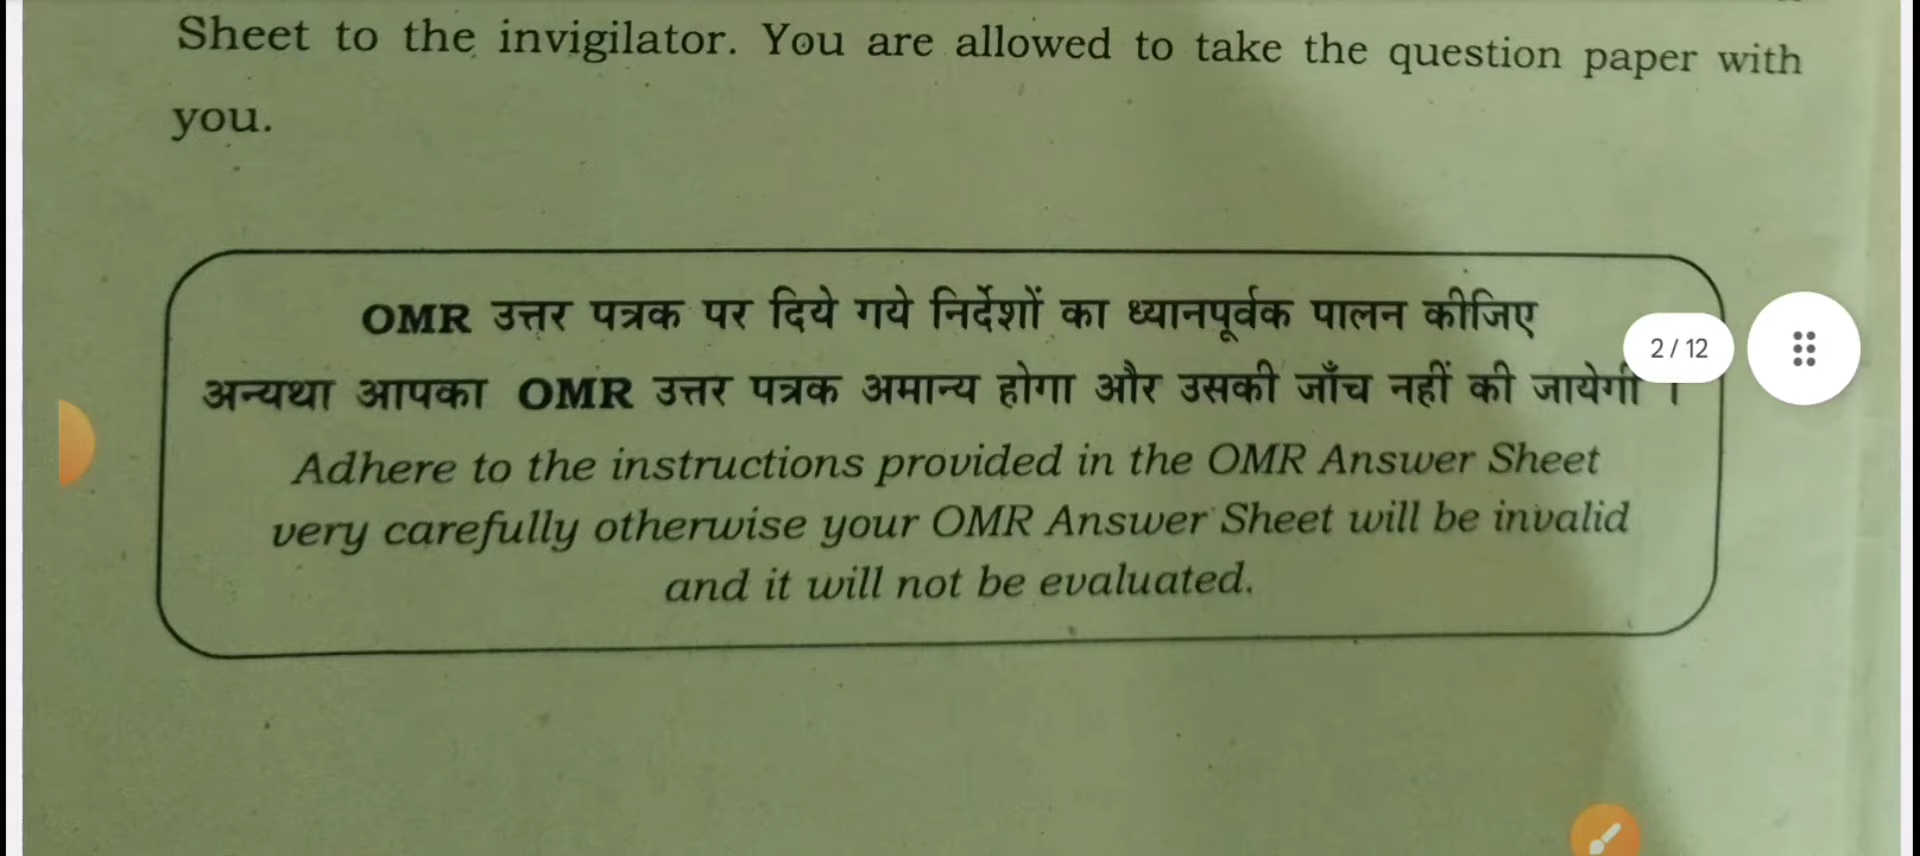 Sheet to the invigilator. You are allowed to take the question paper with
you.
OMR उत्तर पत्रक पर दिये गये निर्देशों का ध्यानपूर्वक पालन कीजिए
2 / 12
अन्यथा आपका OMR उत्तर पत्रक अमान्य होगा और उसकी जाँच नहीं की जायेगी ।
Adhere to the instructions provided in the OMR Answer Sheet
very carefully otherwise your OMR Answer Sheet will be invalid
and it will not be evaluated.